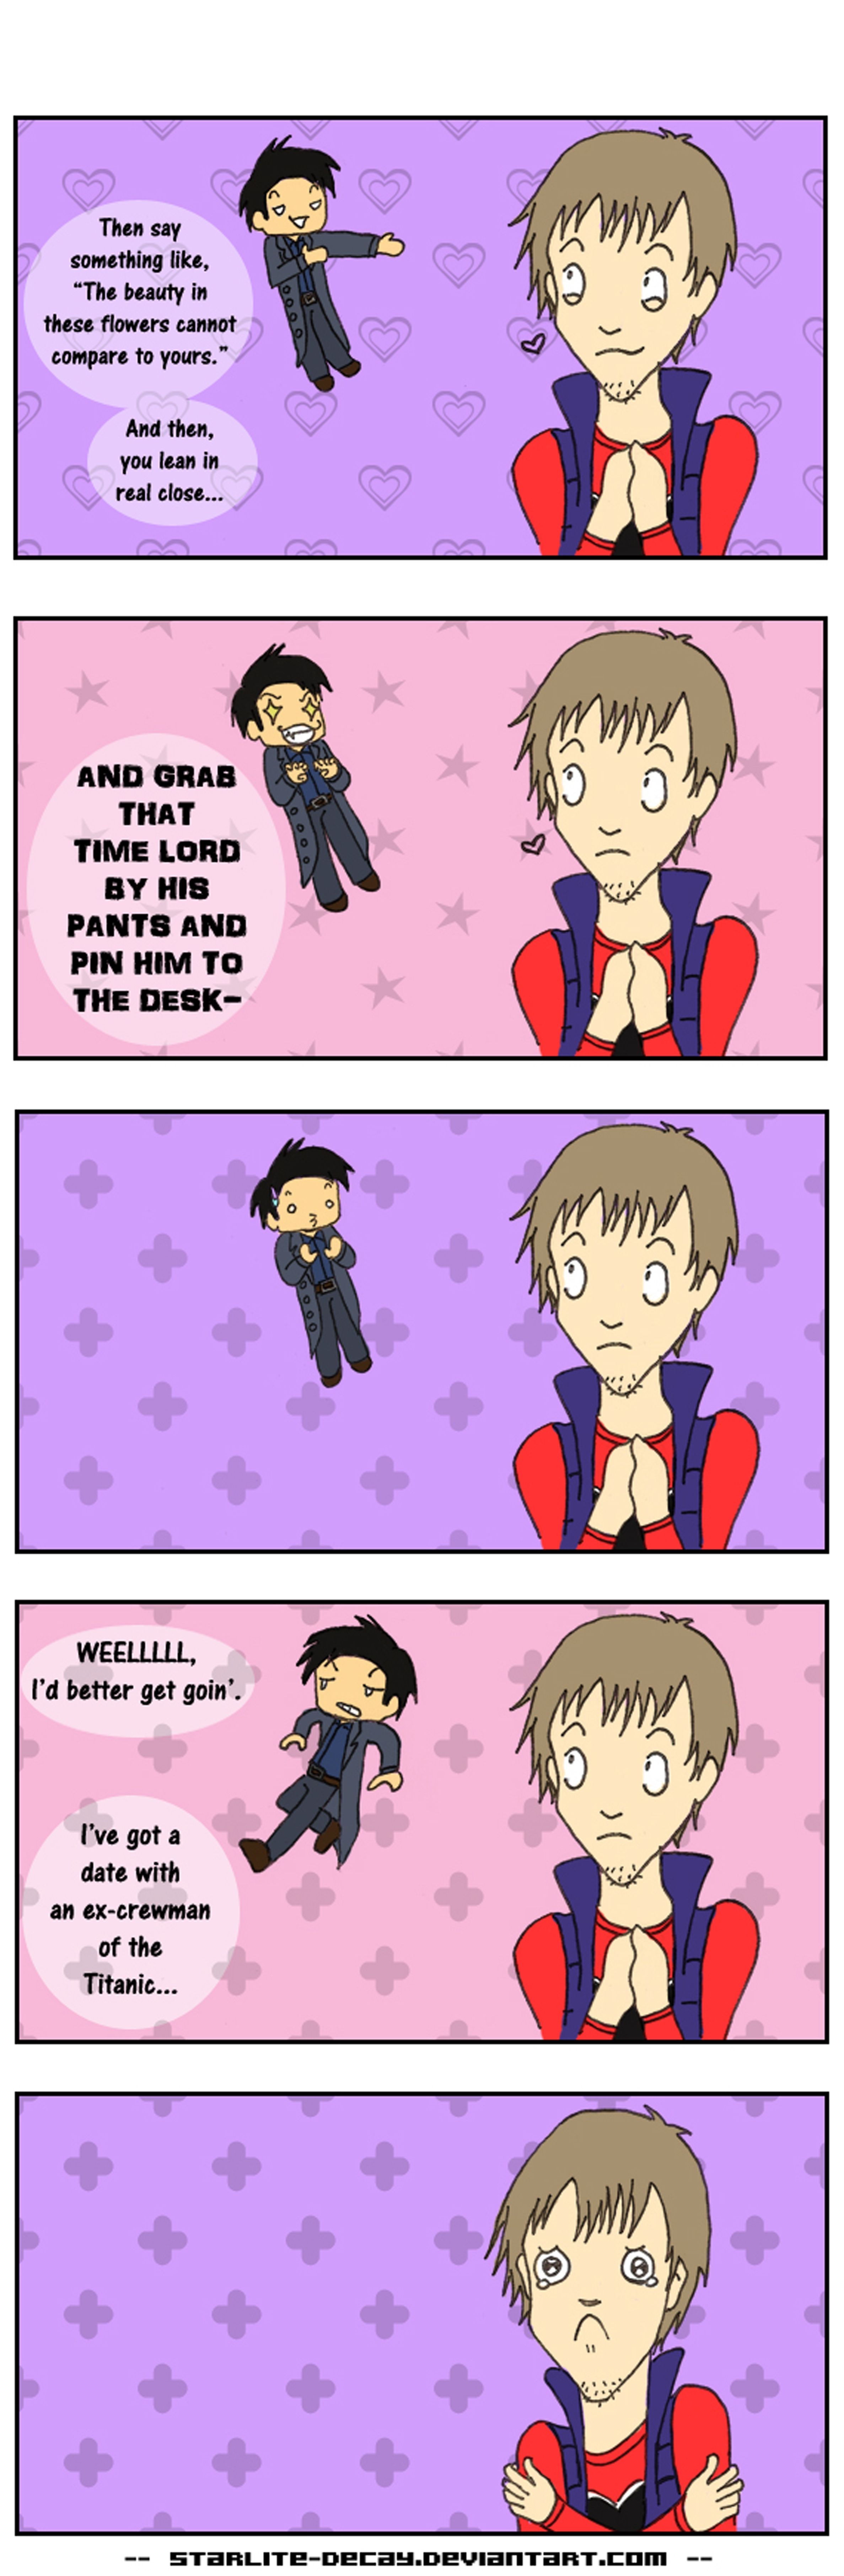 Then say
something like,
“The beauty in
these flowers cannot
compare to yours.”
And then,
you lean in
real close...
AND GRAB
THAT
TIME LORD
BY HIS
PANTS AND
PIN HIM TO
THE DESK-
WEELLLLL,
I'd better get goin'.
I've got a
date with
an ex-crewman
of the
Titanic...
-- STARLITE-DECAY.DEVIANTART.COM --